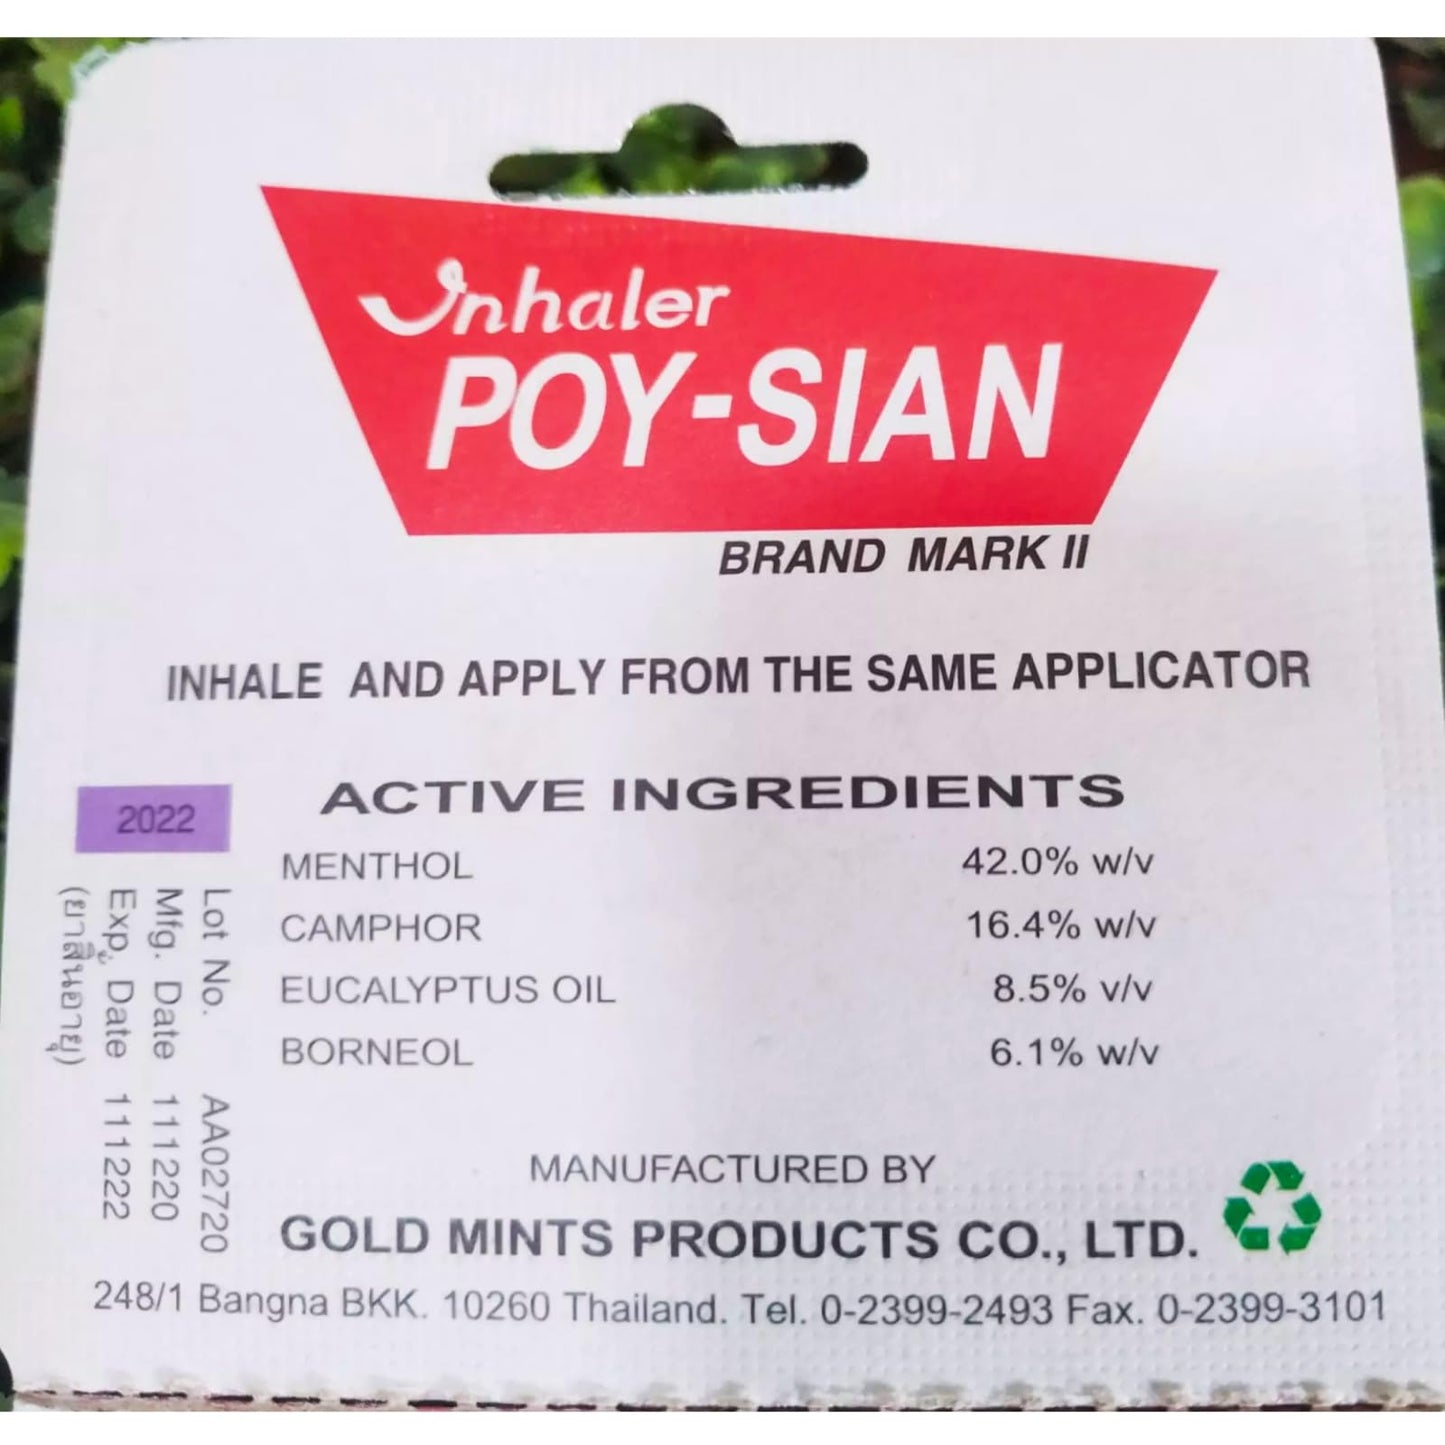 Inhaler
POY-SIAN
BRAND MARK II
INHALE AND APPLY FROM THE SAME APPLICATOR
ACTIVE INGREDIENTS
MENTHOL 42.0% w/v
CAMPHOR 16.4% w/v
EUCALYPTUS OIL 8.5% v/v
BORNEOL 6.1% w/v
2022
Lot No. AA02720
Mfg. Date 111220
Exp. Date 111222
(ยาสิ้นอายุ)
MANUFACTURED BY
GOLD MINTS PRODUCTS CO., LTD.
248/1 Bangna BKK. 10260 Thailand. Tel. 0-2399-2493 Fax. 0-2399-3101